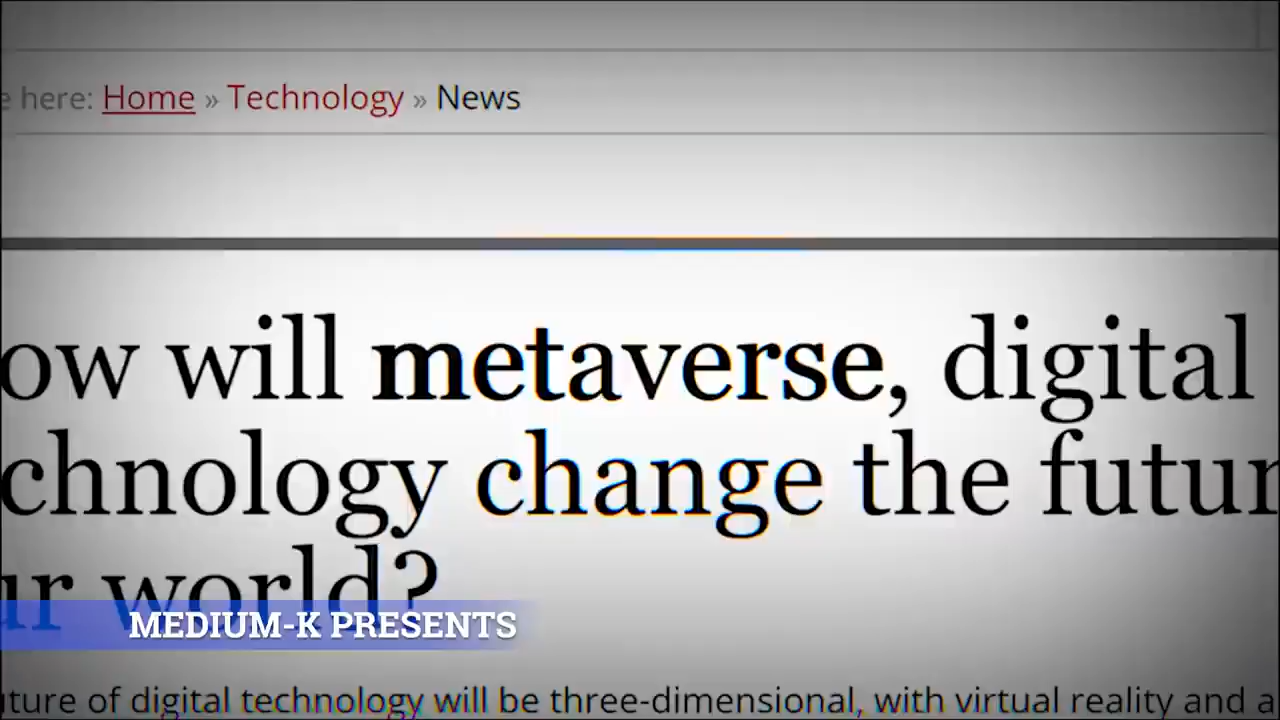 e here: Home » Technology » News
ow will metaverse, digital
chnology change the futur
ur world?
MEDIUM-K PRESENTS
uture of digital technology will be three-dimensional, with virtual reality and a